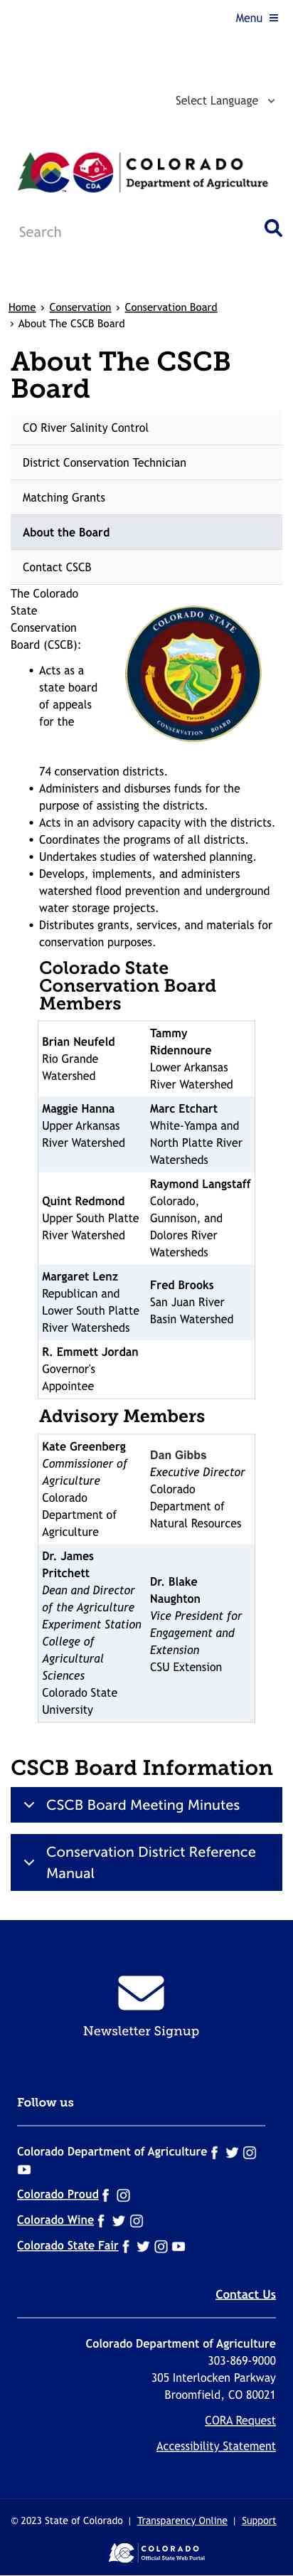 Menu
Select Language
CDA
COLORADO
Department of Agriculture
Search
Home › Conservation › Conservation Board
› About The CSCB Board
About The CSCB
Board
CO River Salinity Control
District Conservation Technician
Matching Grants
About the Board
Contact CSCB
The Colorado
State
Conservation
Board (CSCB):
• Acts as a
state board
of appeals
for the
COLORADO STATE
CONSERVATION BOARD
74 conservation districts.
• Administers and disburses funds for the
purpose of assisting the districts.
• Acts in an advisory capacity with the districts.
• Coordinates the programs of all districts.
• Undertakes studies of watershed planning.
• Develops, implements, and administers
watershed flood prevention and underground
water storage projects.
• Distributes grants, services, and materials for
conservation purposes.
Colorado State
Conservation Board
Members
Brian Neufeld
Rio Grande
Watershed
Tammy
Ridennoure
Lower Arkansas
River Watershed
Maggie Hanna
Upper Arkansas
River Watershed
Marc Etchart
White-Yampa and
North Platte River
Watersheds
Quint Redmond
Upper South Platte
River Watershed
Raymond Langstaff
Colorado,
Gunnison, and
Dolores River
Watersheds
Margaret Lenz
Republican and
Lower South Platte
River Watersheds
Fred Brooks
San Juan River
Basin Watershed
R. Emmett Jordan
Governor's
Appointee
Advisory Members
Kate Greenberg
Commissioner of
Agriculture
Colorado
Department of
Agriculture
Dan Gibbs
Executive Director
Colorado
Department of
Natural Resources
Dr. James
Pritchett
Dean and Director
of the Agriculture
Experiment Station
College of
Agricultural
Sciences
Colorado State
University
Dr. Blake
Naughton
Vice President for
Engagement and
Extension
CSU Extension
CSCB Board Information
CSCB Board Meeting Minutes
Conservation District Reference
Manual
Newsletter Signup
Follow us
Colorado Department of Agriculture
Colorado Proud
Colorado Wine
Colorado State Fair
Contact Us
Colorado Department of Agriculture
303-869-9000
305 Interlocken Parkway
Broomfield, CO 80021
CORA Request
Accessibility Statement
© 2023 State of Colorado | Transparency Online | Support
COLORADO
Official State Web Portal